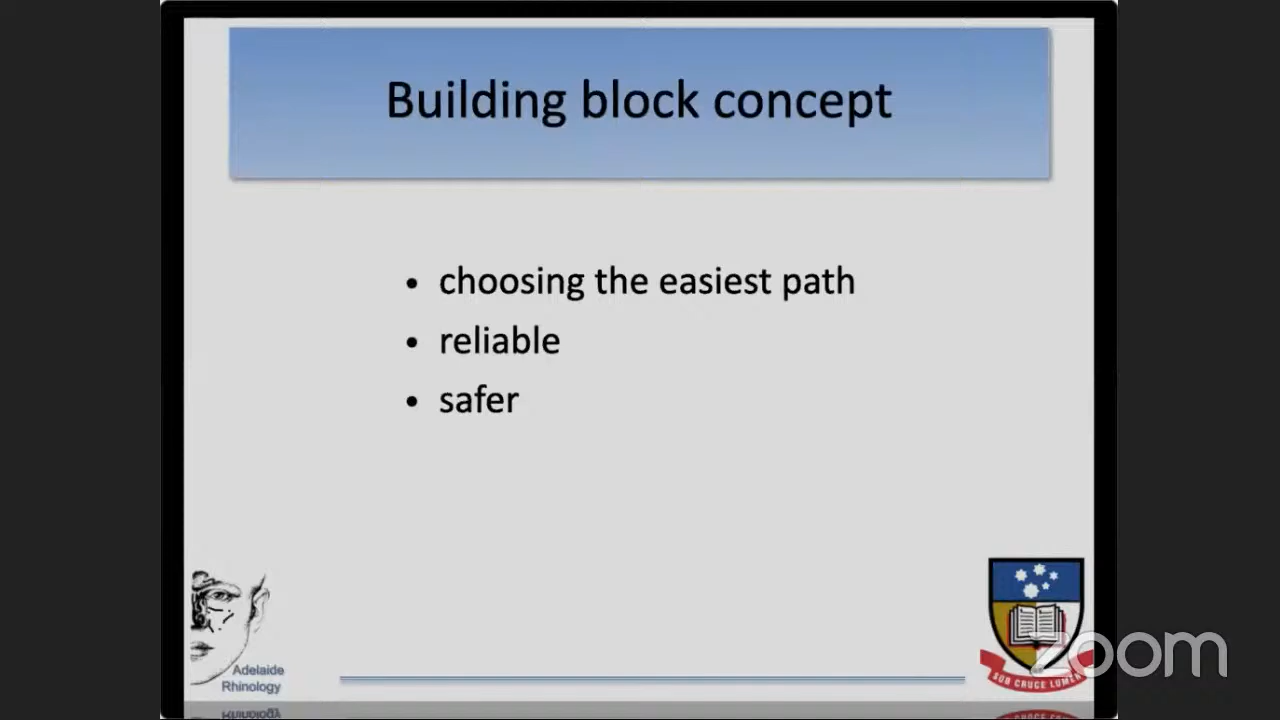 Building block concept
• choosing the easiest path
• reliable
• safer
Adelaide
Rhinology
SUB CRUCE LUMEN
zoom